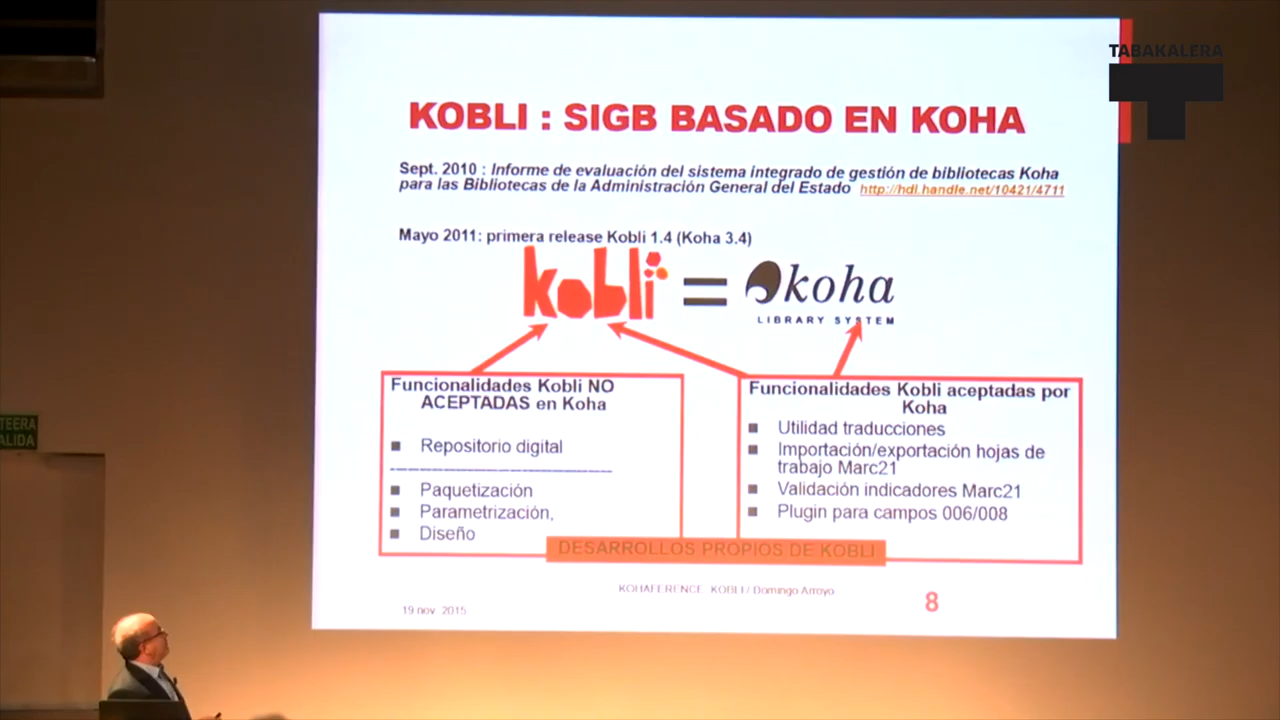 TABAKALERA
KOBLI : SIGB BASADO EN KOHA
Sept. 2010 : Informe de evaluación del sistema integrado de gestión de bibliotecas Koha
para las Bibliotecas de la Administración General del Estado http://hdl.handle.net/10421/4711
Mayo 2011: primera release Kobli 1.4 (Koha 3.4)
kobli = koha
LIBRARY SYSTEM
Funcionalidades Kobli NO
ACEPTADAS en Koha
Repositorio digital
Paquetización
Parametrización,
Diseño
Funcionalidades Kobli aceptadas por
Koha
Utilidad traducciones
Importación/exportación hojas de
trabajo Marc21
Validación indicadores Marc21
Plugin para campos 006/008
DESARROLLOS PROPIOS DE KOBLI
KOHAFERENCE: KOBLI / Domingo Arroyo
19 nov. 2015
8
TEERA
ALIDA